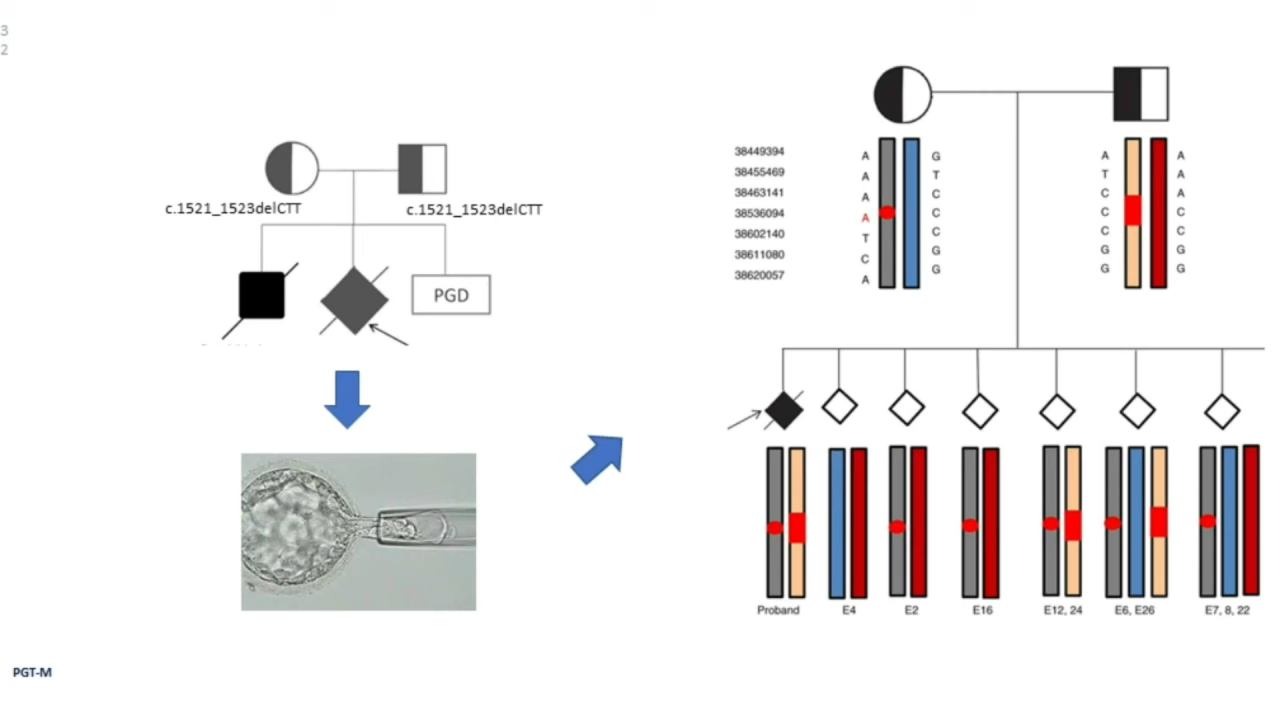 3
2
c.1521_1523delCTT
c.1521_1523delCTT
PGD
38449394
38455469
38463141
38536094
38602140
38611080
38620057
A
A
A
A
T
C
A
G
T
C
C
C
G
G
A
T
C
C
C
G
G
A
A
A
C
C
G
G
Proband
E4
E2
E16
E12, 24
E6, E26
E7, 8, 22
PGT-M